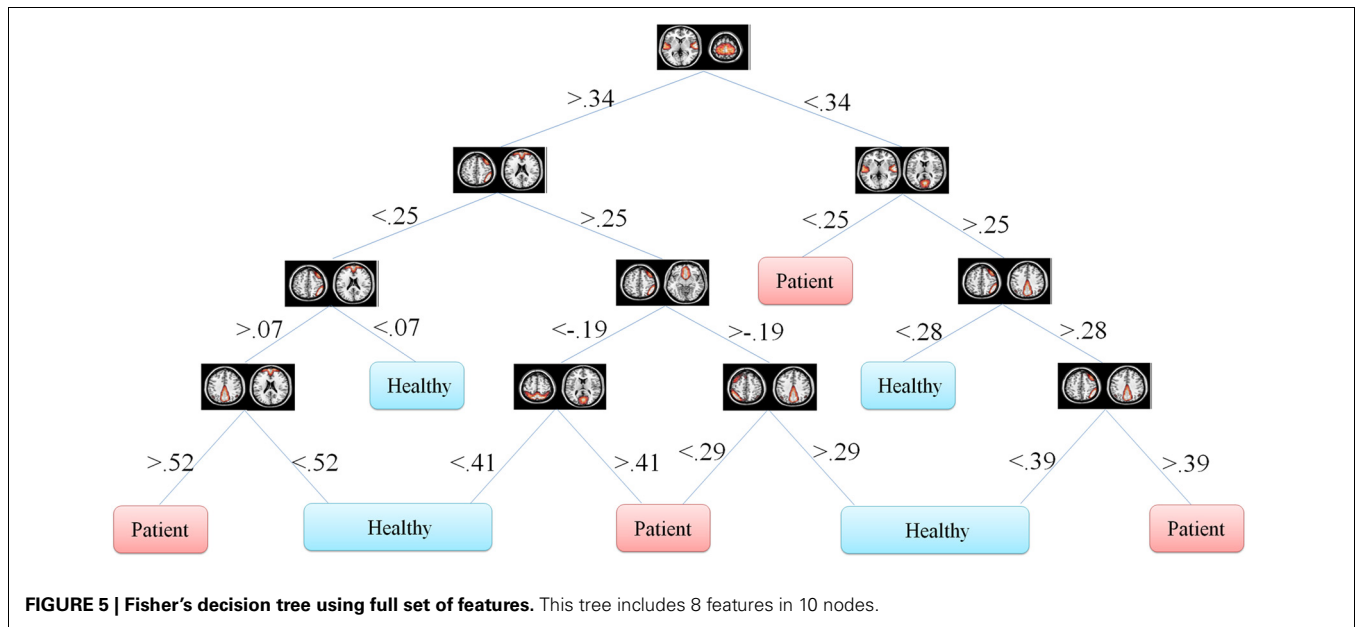 >.34 <.34
<.25 >.25 <.25 >.25
Patient
>.07 <.07 <-.19 >-.19 <.28 >.28
Healthy Healthy
>.52 <.52 <.41 >.41 <.29 >.29 <.39 >.39
Patient Healthy Patient Healthy Patient
FIGURE 5 | Fisher's decision tree using full set of features. This tree includes 8 features in 10 nodes.